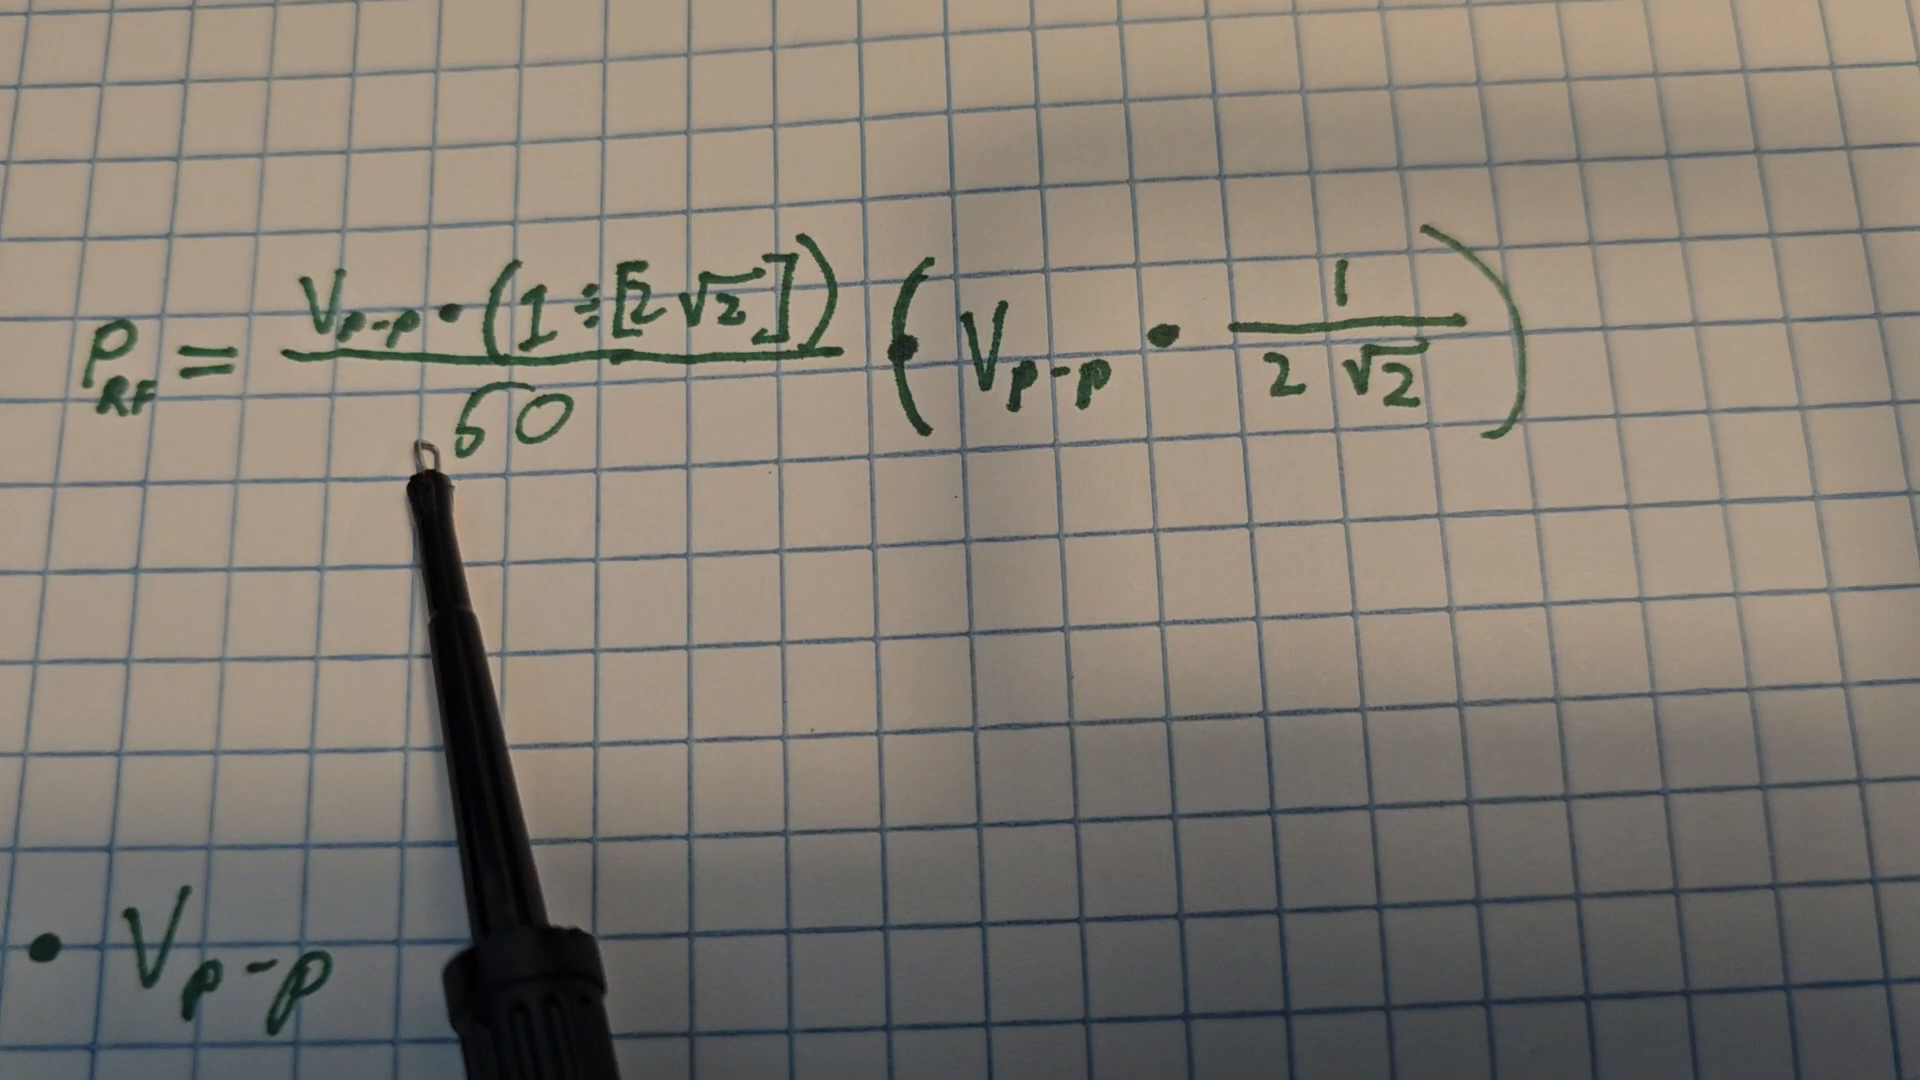 P_RF = V_p-p • (1 ÷ [2 √2]) / 50 • (V_p-p • 1 / 2 √2)
• V_p-p